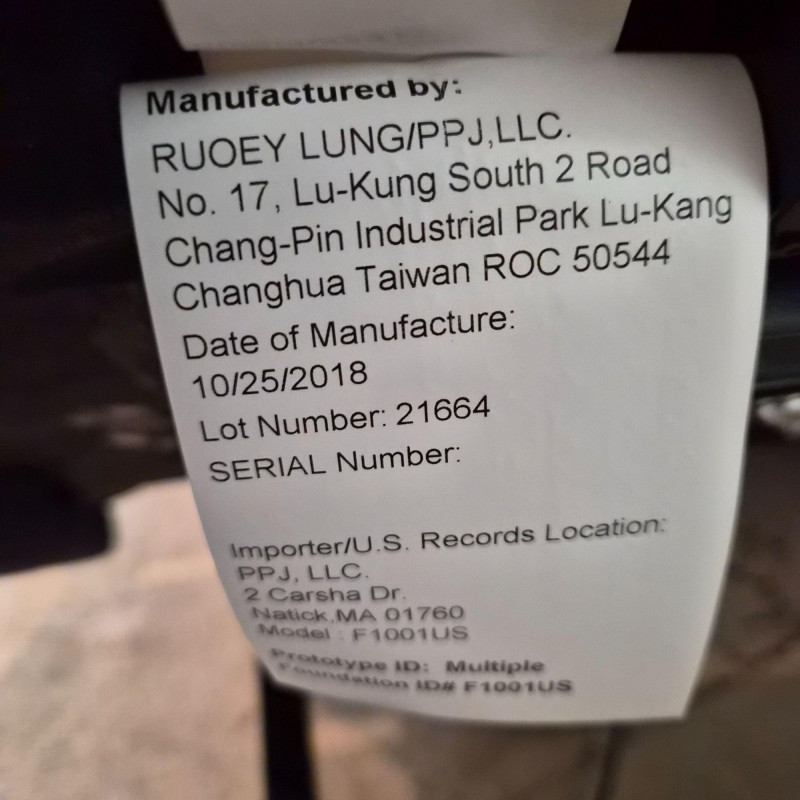 Manufactured by:
RUOEY LUNG/PPJ,LLC.
No. 17, Lu-Kung South 2 Road
Chang-Pin Industrial Park Lu-Kang
Changhua Taiwan ROC 50544
Date of Manufacture:
10/25/2018
Lot Number: 21664
SERIAL Number:
Importer/U.S. Records Location:
PPJ, LLC.
2 Carsha Dr.
Natick,MA 01760
Model : F1001US
Prototype ID: Multiple
Foundation ID# F1001US